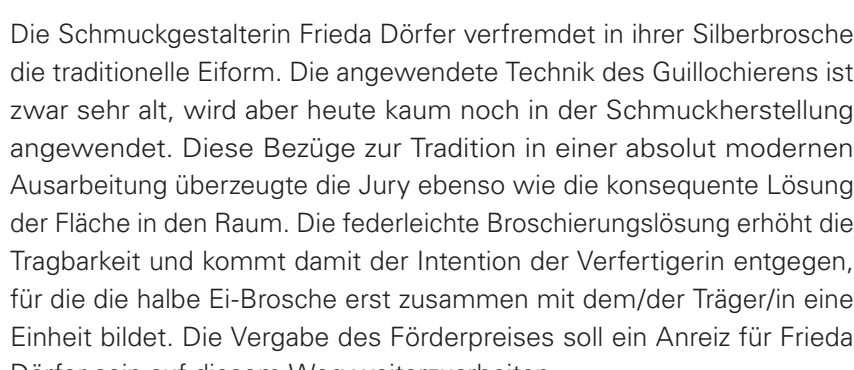 Die Schmuckgestalterin Frieda Dörfer verfremdet in ihrer Silberbrosche
die traditionelle Eiform. Die angewendete Technik des Guillochierens ist
zwar sehr alt, wird aber heute kaum noch in der Schmuckherstellung
angewendet. Diese Bezüge zur Tradition in einer absolut modernen
Ausarbeitung überzeugte die Jury ebenso wie die konsequente Lösung
der Fläche in den Raum. Die federleichte Broschierungslösung erhöht die
Tragbarkeit und kommt damit der Intention der Verfertigerin entgegen,
für die die halbe Ei-Brosche erst zusammen mit dem/der Träger/in eine
Einheit bildet. Die Vergabe des Förderpreises soll ein Anreiz für Frieda
Dörfer sein auf diesem Weg weiterzuarbeiten